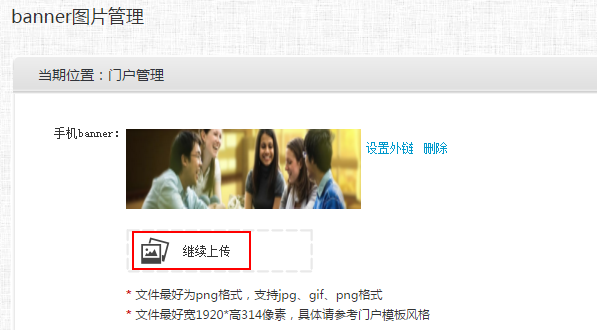 banner图片管理
当期位置：门户管理
手机banner：
设置外链 删除
继续上传
* 文件最好为png格式，支持jpg、gif、png格式
* 文件最好宽1920*高314像素，具体请参考门户模板风格